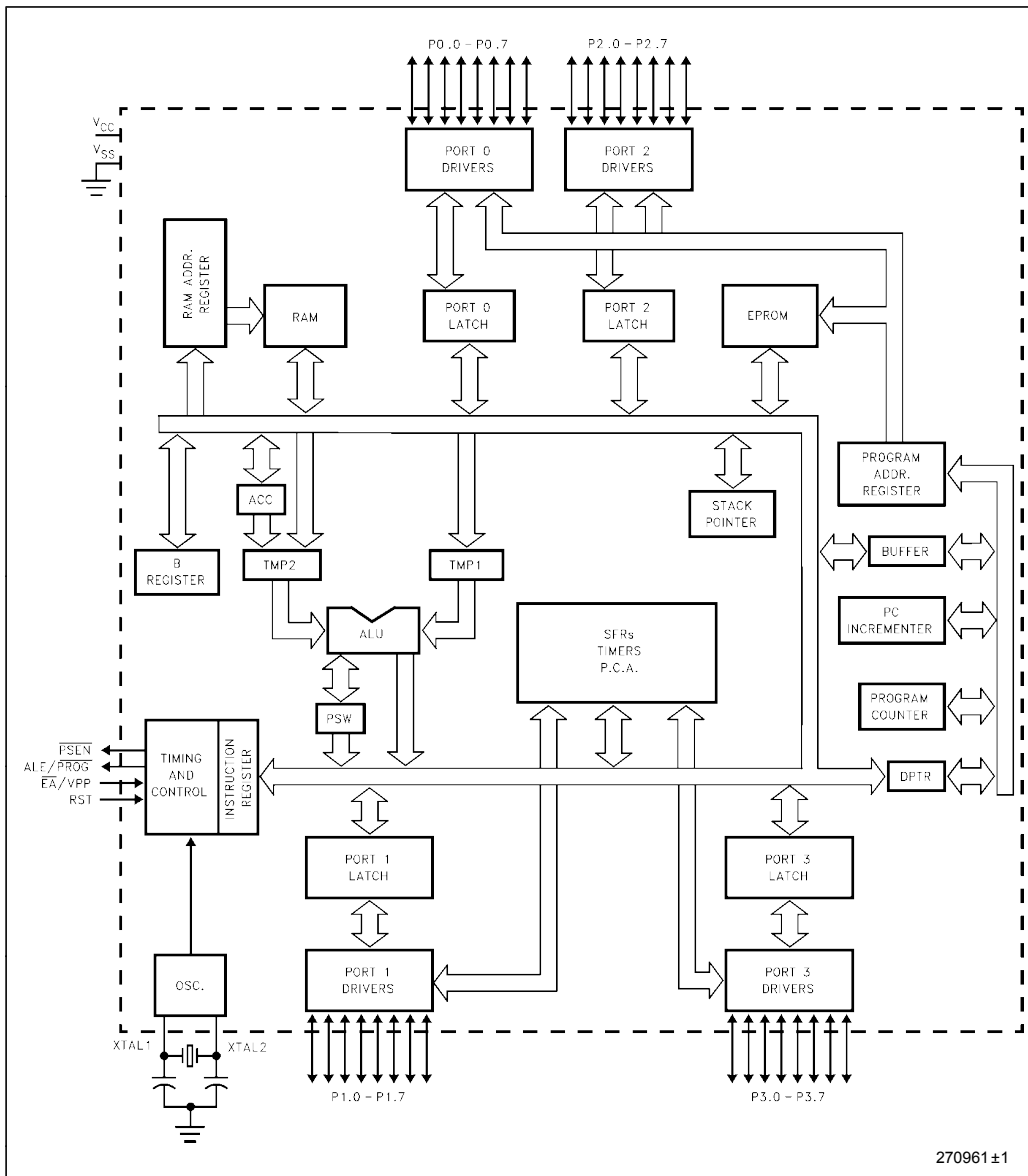 P0.0 – P0.7
P2.0 – P2.7
VCC
VSS
PORT 0
DRIVERS
PORT 2
DRIVERS
RAM ADDR.
REGISTER
RAM
PORT 0
LATCH
PORT 2
LATCH
EPROM
PROGRAM
ADDR.
REGISTER
ACC
STACK
POINTER
B
REGISTER
TMP2
TMP1
BUFFER
ALU
SFRs
TIMERS
P.C.A.
PC
INCREMENTER
PSW
PROGRAM
COUNTER
PSEN
ALE/PROG
EA/VPP
RST
TIMING
AND
CONTROL
INSTRUCTION
REGISTER
DPTR
PORT 1
LATCH
PORT 3
LATCH
OSC.
PORT 1
DRIVERS
PORT 3
DRIVERS
XTAL1
XTAL2
P1.0 – P1.7
P3.0 – P3.7
270961±1